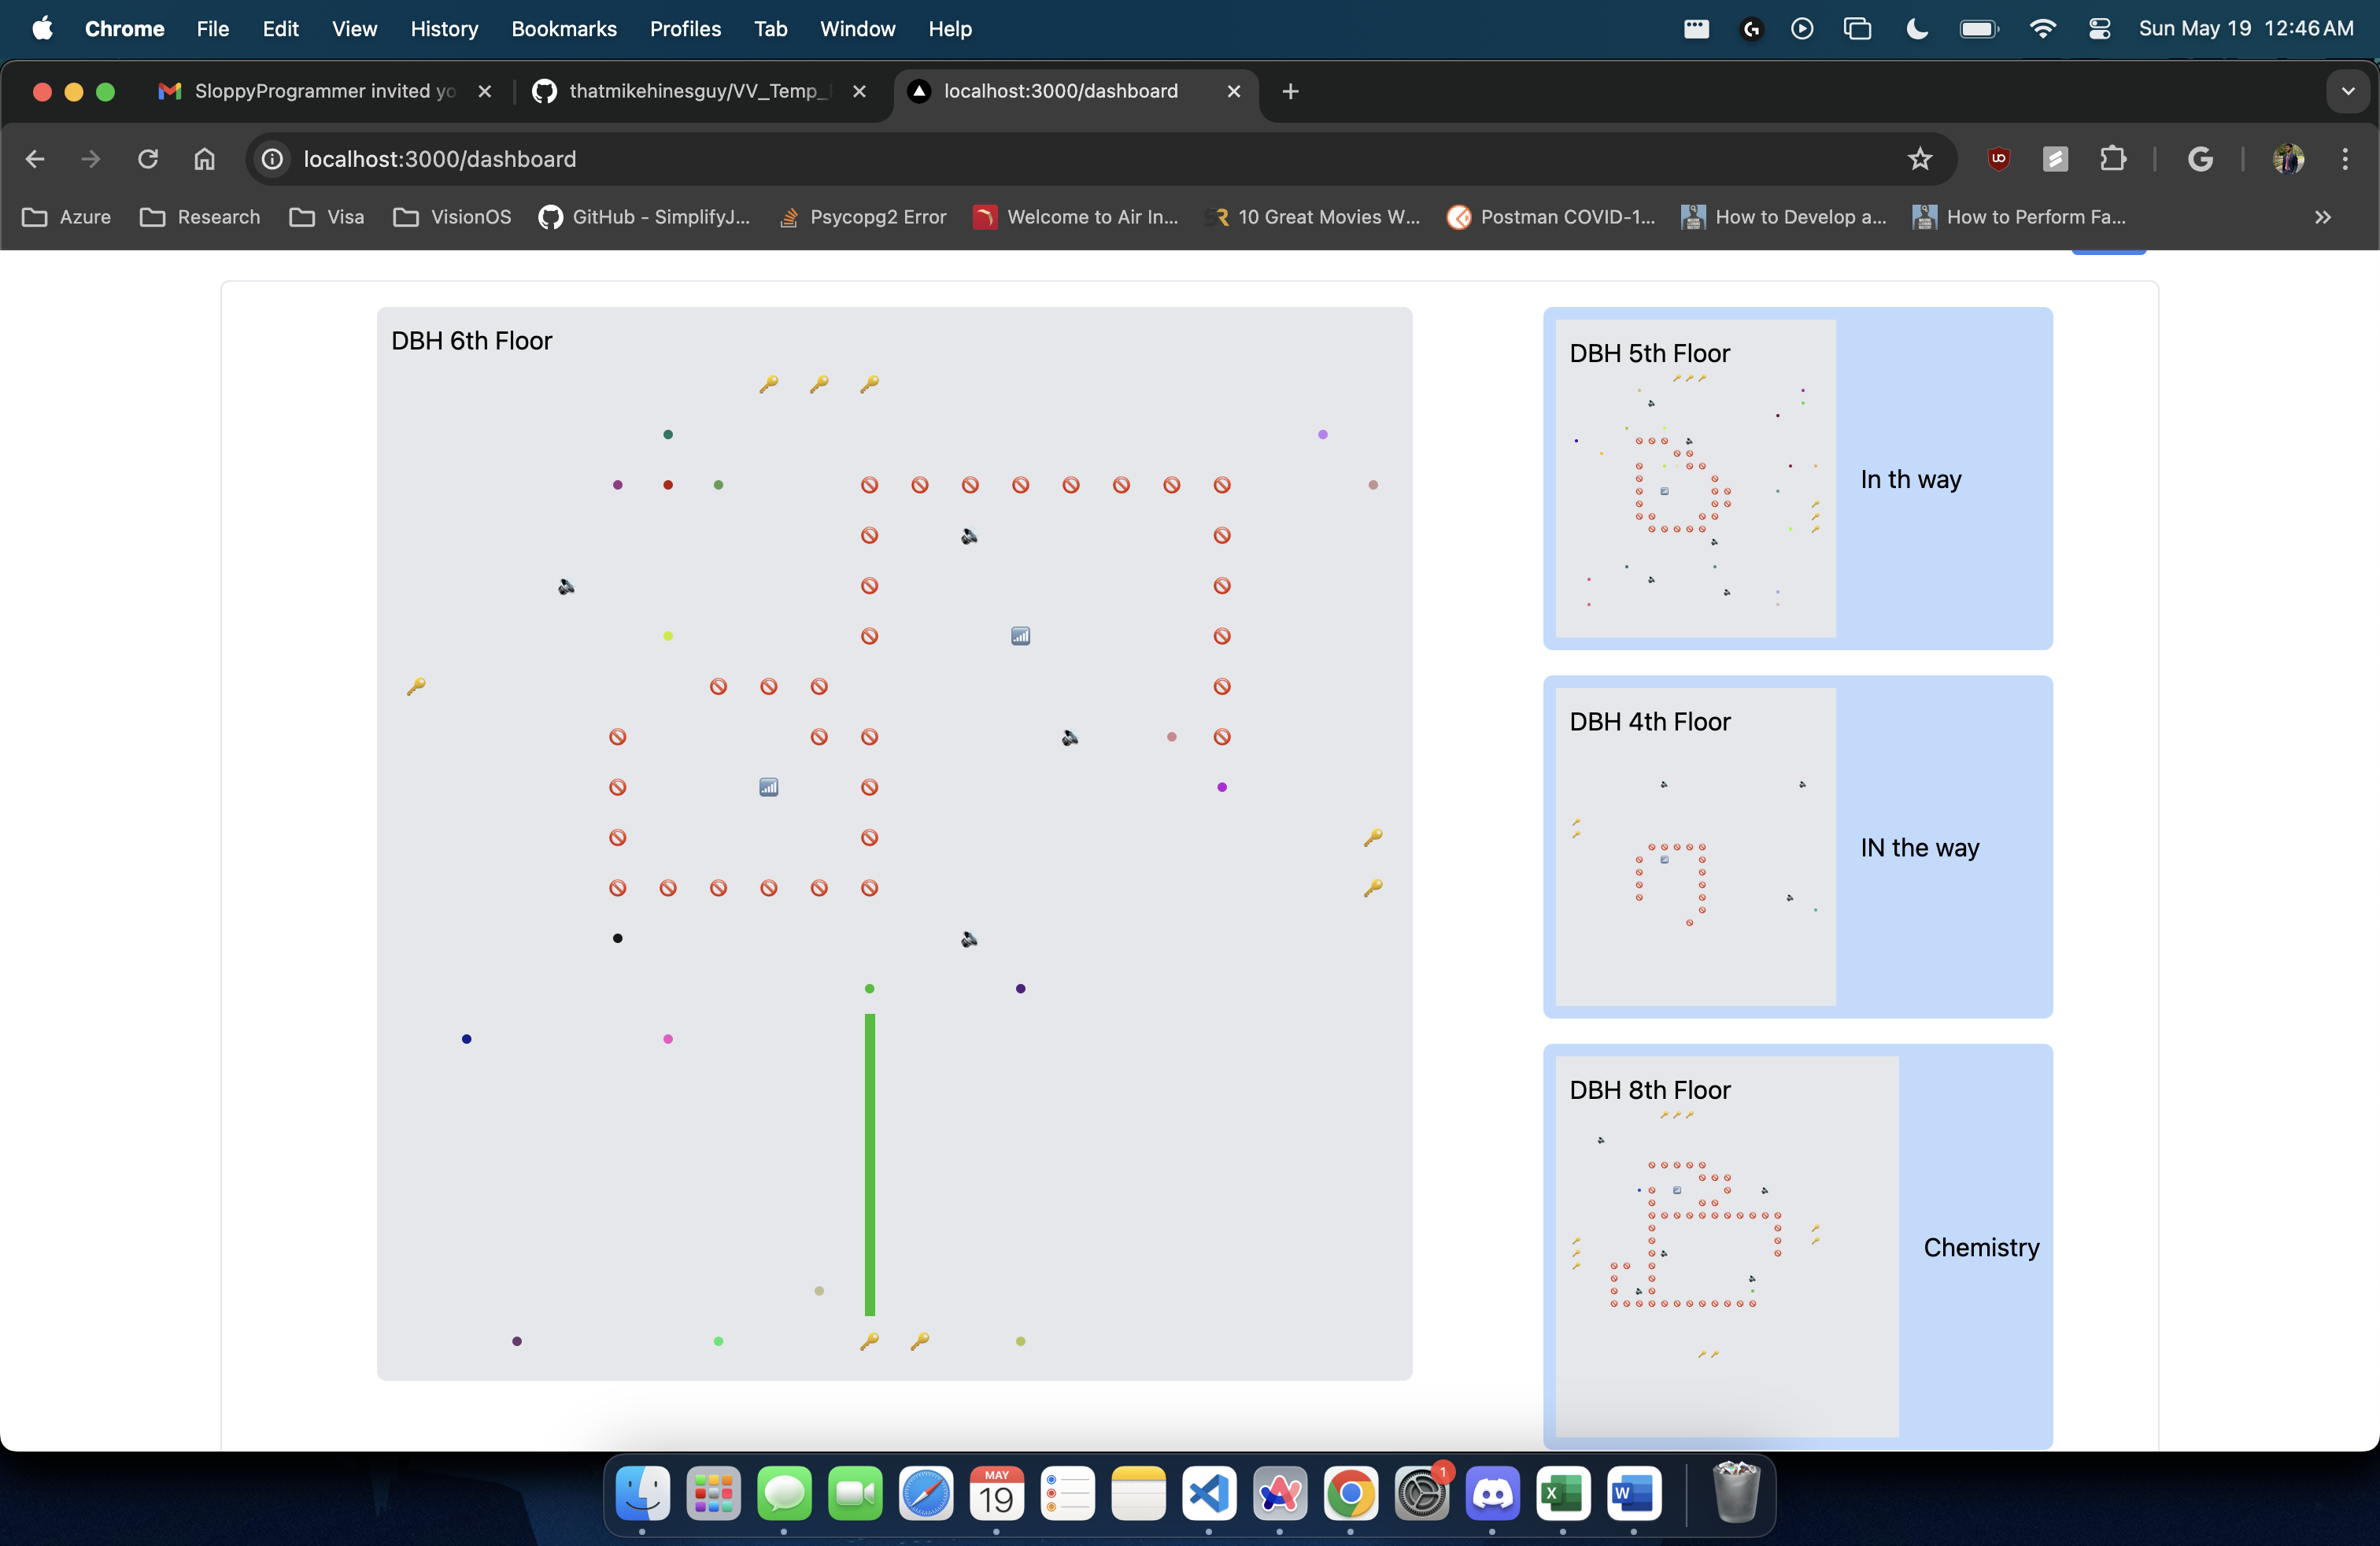 Chrome File Edit View History Bookmarks Profiles Tab Window Help Sun May 19 12:46 AM
SloppyProgrammer invited yo thatmikehinesguy/VV_Temp_ localhost:3000/dashboard
localhost:3000/dashboard
Azure Research Visa VisionOS GitHub - SimplifyJ... Psycopg2 Error Welcome to Air In... 10 Great Movies W... Postman COVID-1... How to Develop a... How to Perform Fa...
DBH 6th Floor
DBH 5th Floor
In th way
DBH 4th Floor
IN the way
DBH 8th Floor
Chemistry
MAY
19
1